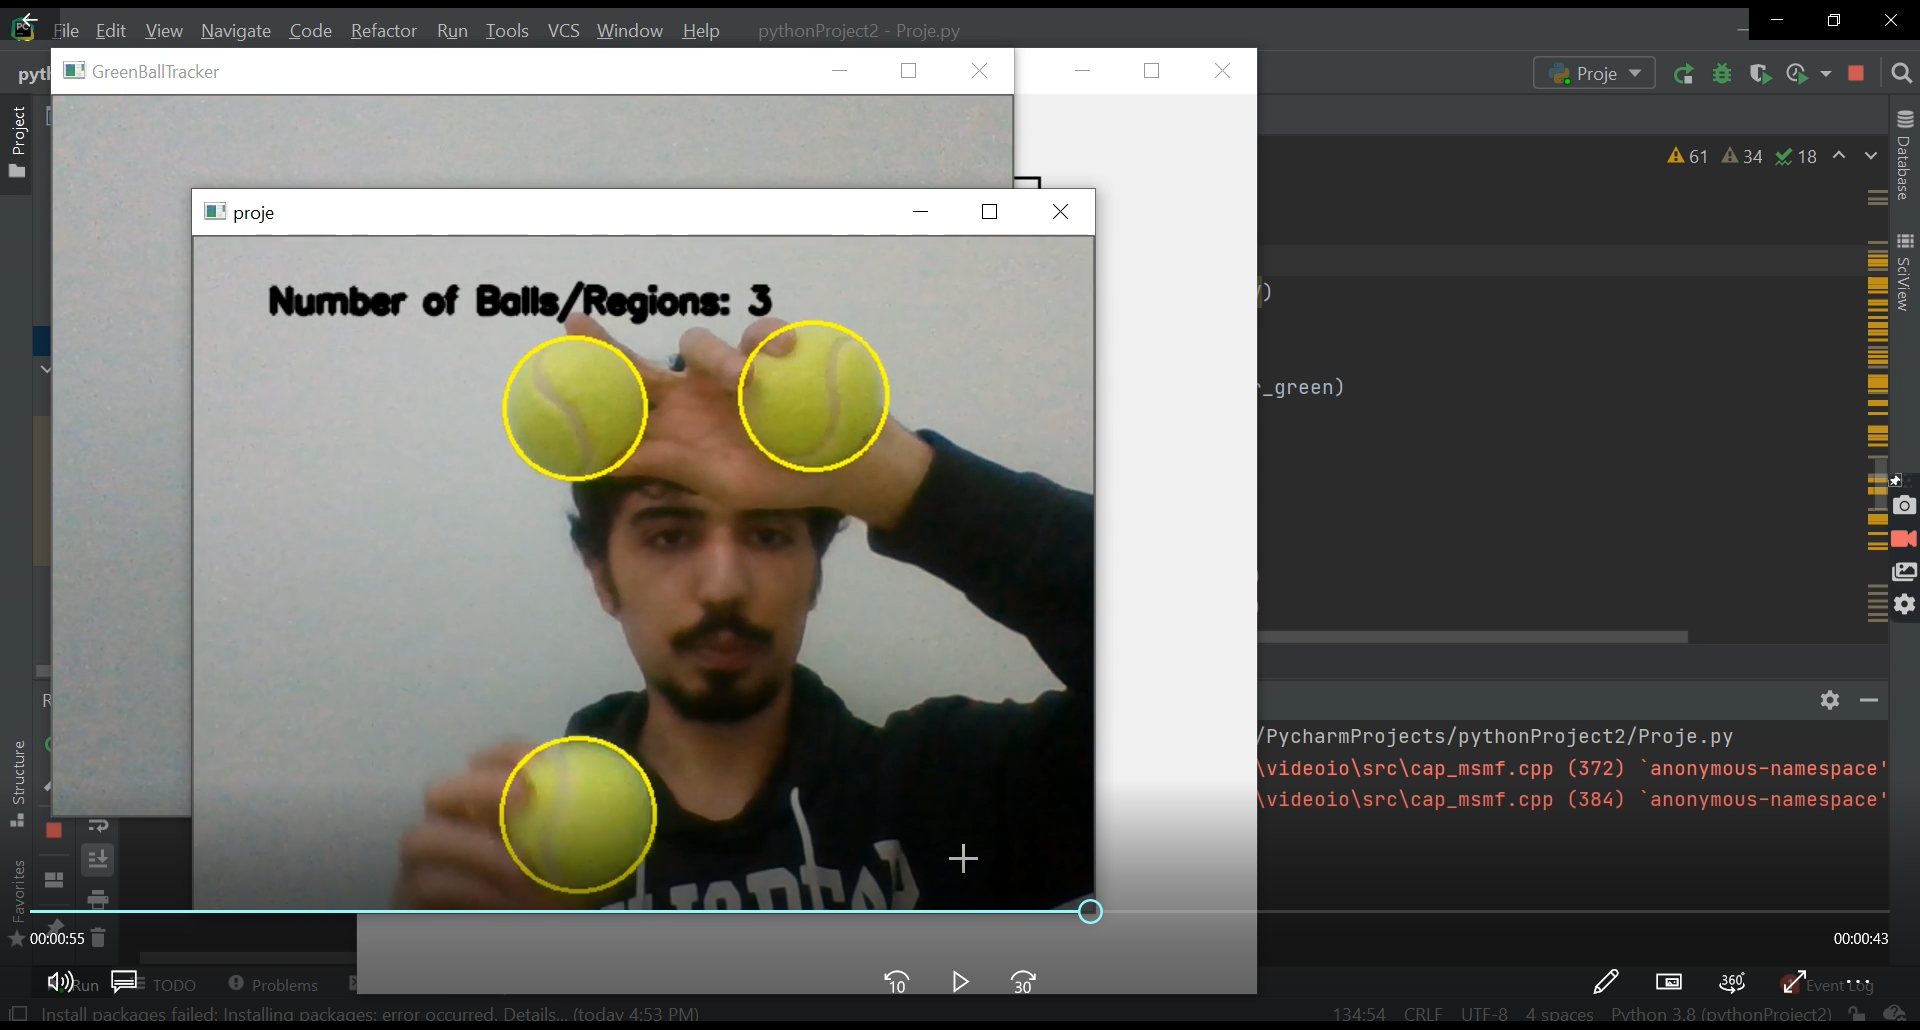 File Edit View Navigate Code Refactor Run Tools VCS Window Help pythonProject2 - Proje.py
GreenBallTracker
Proje
Project
61 34 18
Database
proje
SciView
Number of Balls/Regions: 3
)
_green)
/PycharmProjects/pythonProject2/Proje.py
\videoio\src\cap_msmf.cpp (372) `anonymous-namespace'
\videoio\src\cap_msmf.cpp (384) `anonymous-namespace'
Structure
Favorites
00:00:55
00:00:43
Run TODO Problems
10
30
360°
Event Log
Install packages failed: Installing packages: error occurred. Details... (today 4:53 PM)
134:54 CRLF UTF-8 4 spaces Python 3.8 (pythonProject2)